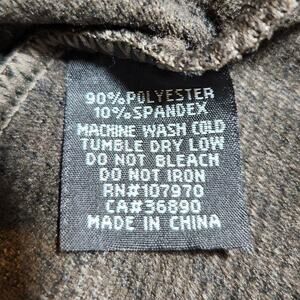 90%POLYESTER
10%SPANDEX
MACHINE WASH COLD
TUMBLE DRY LOW
DO NOT BLEACH
DO NOT IRON
RN#107970
CA#36890
MADE IN CHINA